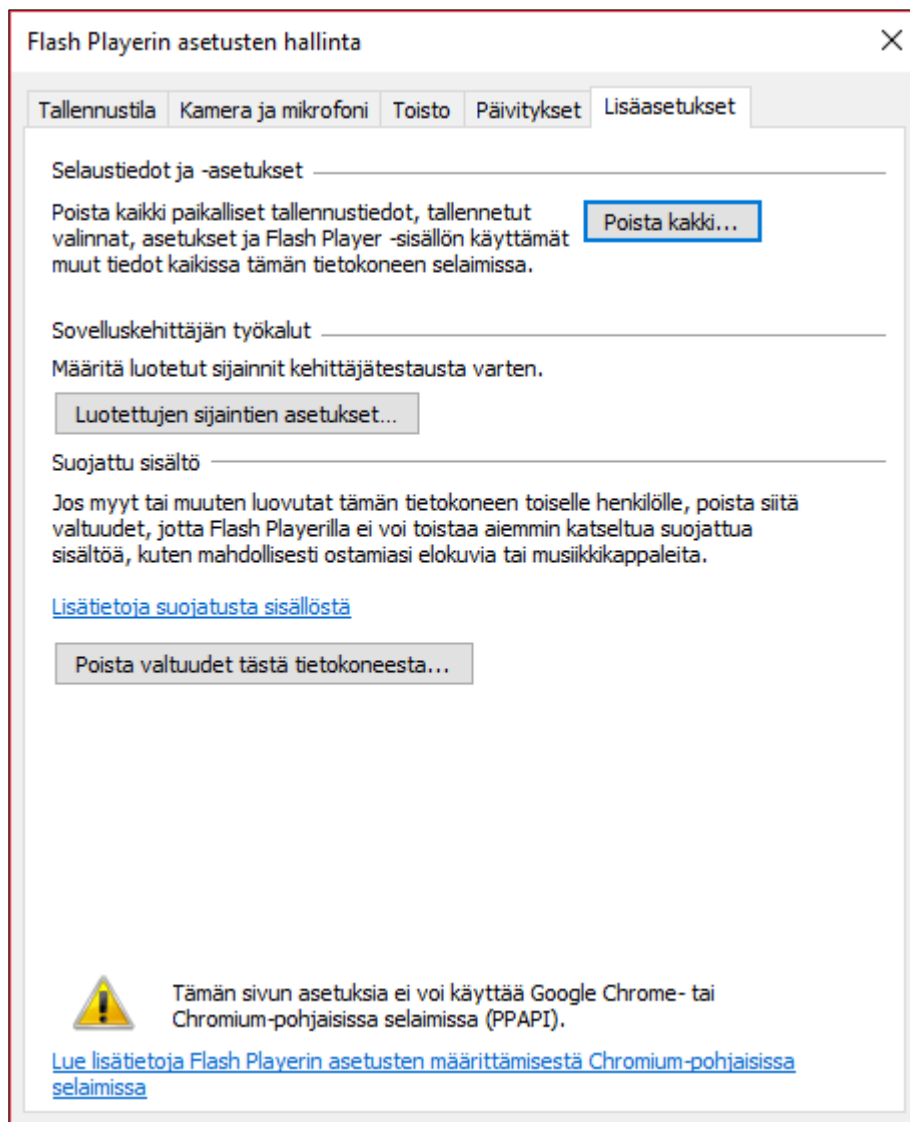 Flash Playerin asetusten hallinta
Tallennustila
Kamera ja mikrofoni
Toisto
Päivitykset
Lisäasetukset
Selaustiedot ja -asetukset
Poista kaikki paikalliset tallennustiedot, tallennetut
valinnat, asetukset ja Flash Player -sisällön käyttämät
muut tiedot kaikissa tämän tietokoneen selaimissa.
Poista kakki...
Sovelluskehittäjän työkalut
Määritä luotetut sijainnit kehittäjätestausta varten.
Luotettujen sijaintien asetukset...
Suojattu sisältö
Jos myyt tai muuten luovutat tämän tietokoneen toiselle henkilölle, poista siitä
valtuudet, jotta Flash Playerilla ei voi toistaa aiemmin katseltua suojattua
sisältöä, kuten mahdollisesti ostamiasi elokuvia tai musiikkikappaleita.
Lisätietoja suojatusta sisällöstä
Poista valtuudet tästä tietokoneesta...
Tämän sivun asetuksia ei voi käyttää Google Chrome- tai
Chromium-pohjaisissa selaimissa (PPAPI).
Lue lisätietoja Flash Playerin asetusten määrittämisestä Chromium-pohjaisissa
selaimissa